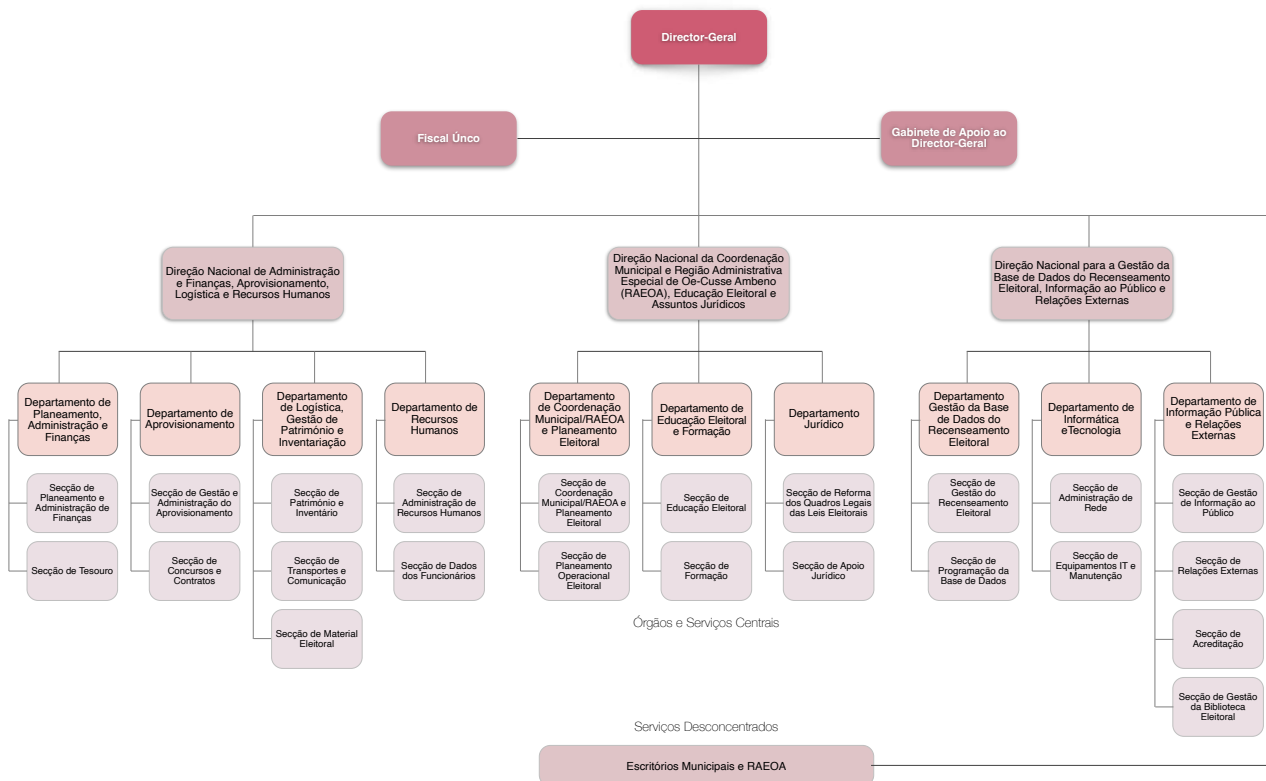 Director-Geral
Fiscal Únco
Gabinete de Apoio ao
Director-Geral
Direção Nacional de Administração
e Finanças, Aprovisionamento,
Logística e Recursos Humanos
Direção Nacional da Coordenação
Municipal e Região Administrativa
Especial de Oe-Cusse Ambeno
(RAEOA), Educação Eleitoral e
Assuntos Jurídicos
Direção Nacional para a Gestão da
Base de Dados do Recenseamento
Eleitoral, Informação ao Público e
Relações Externas
Departamento de
Planeamento,
Administração e
Finanças
Departamento de
Aprovisionamento
Departamento
de Logística,
Gestão de
Património e
Inventariação
Departamento de
Recursos
Humanos
Departamento
de Coordenação
Municipal/RAEOA
e Planeamento
Eleitoral
Departamento de
Educação Eleitoral
e Formação
Departamento
Jurídico
Departamento
Gestão da Base
de Dados do
Recenseamento
Eleitoral
Departamento de
Informática
eTecnologia
Departamento de
Informação Pública
e Relações
Externas
Secção de
Planeamento e
Administração de
Finanças
Secção de Gestão e
Administração do
Aprovisionamento
Secção de
Património e
Inventário
Secção de
Administração de
Recursos Humanos
Secção de
Coordenação
Municipal/RAEOA e
Planeamento
Eleitoral
Secção de
Educação Eleitoral
Secção de Reforma
dos Quadros Legais
das Leis Eleitorais
Secção de
Gestão do
Recenseamento
Eleitoral
Secção de
Administração de
Rede
Secção de Gestão
de Informação ao
Público
Secção de Tesouro
Secção de
Concursos e
Contratos
Secção de
Transportes e
Comunicação
Secção de Dados
dos Funcionários
Secção de
Planeamento
Operacional
Eleitoral
Secção de
Formação
Secção de Apoio
Jurídico
Secção de
Programação da
Base de Dados
Secção de
Equipamentos IT e
Manutenção
Secção de
Relações Externas
Secção de Material
Eleitoral
Órgãos e Serviços Centrais
Secção de
Acreditação
Secção de Gestão
da Biblioteca
Eleitoral
Serviços Desconcentrados
Escritórios Municipais e RAEOA